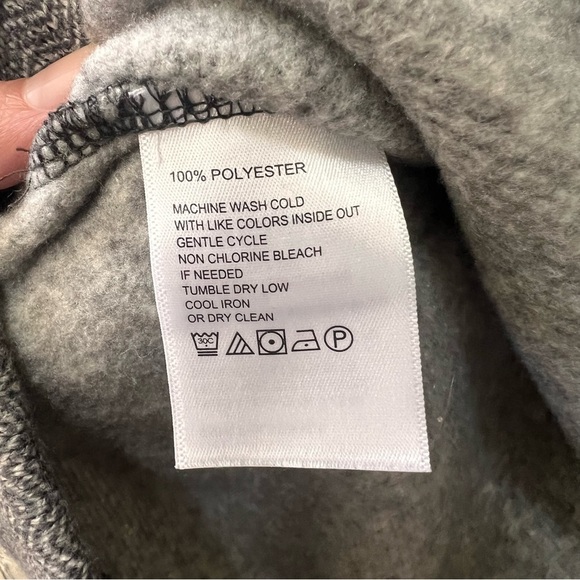 100% POLYESTER
MACHINE WASH COLD
WITH LIKE COLORS INSIDE OUT
GENTLE CYCLE
NON CHLORINE BLEACH
IF NEEDED
TUMBLE DRY LOW
COOL IRON
OR DRY CLEAN
30C P